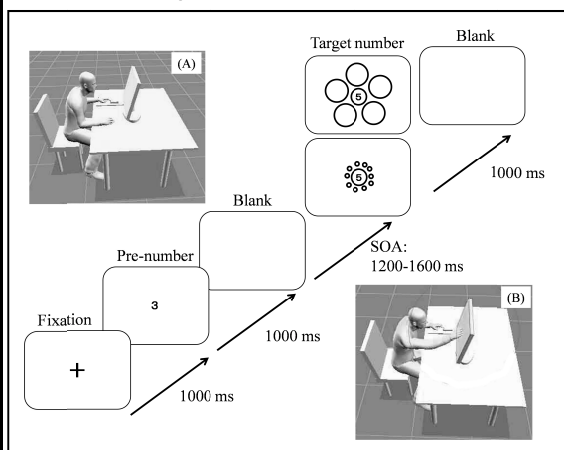 Target number
Blank
(A)
5
5
1000 ms
Blank
SOA:
1200-1600 ms
Pre-number
3
(B)
Fixation
+
1000 ms
1000 ms